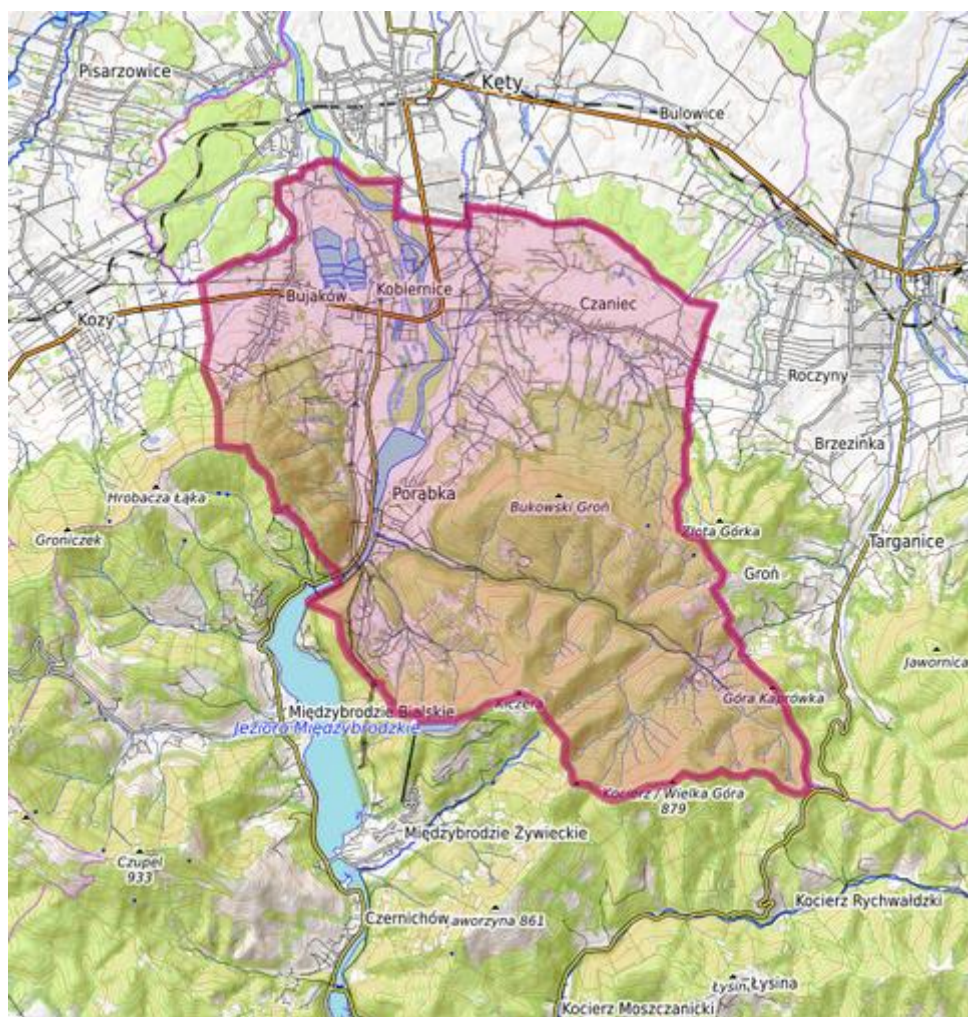 Pisarzowice
Kęty
Bulowice
Bujaków
Kobiernice
Czaniec
Kozy
Roczyny
Brzezinka
Hrobacza Łąka
Porąbka
Bukowski Groń
Groniczek
Złota Górka
Targanice
Groń
Jawornica
Kiczera
Góra Kaprówka
Międzybrodzie Bialskie
Jezioro Międzybrodzkie
Kocierz / Wielka Góra
879
Międzybrodzie Żywieckie
Czupel
933
Kocierz Rychwałdzki
Czernichów
Jaworzyna 861
Łysina
Łysina
Kocierz Moszczanicki